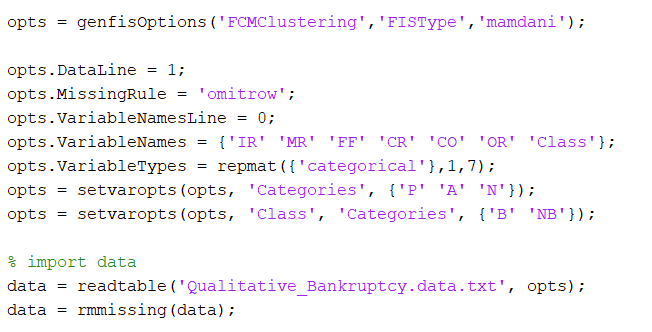 opts = genfisOptions('FCMClustering','FISType','mamdani');
opts.DataLine = 1;
opts.MissingRule = 'omitrow';
opts.VariableNamesLine = 0;
opts.VariableNames = {'IR' 'MR' 'FF' 'CR' 'CO' 'OR' 'Class'};
opts.VariableTypes = repmat({'categorical'},1,7);
opts = setvaropts(opts, 'Categories', {'P' 'A' 'N'});
opts = setvaropts(opts, 'Class', 'Categories', {'B' 'NB'});
% import data
data = readtable('Qualitative_Bankruptcy.data.txt', opts);
data = rmmissing(data);